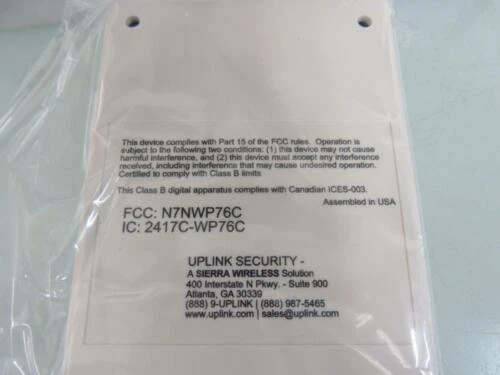 This device complies with Part 15 of the FCC rules. Operation is
subject to the following two conditions: (1) this device may not cause
harmful interference, and (2) this device must accept any interference
received, including interference that may cause undesired operation.
Certified to comply with Class B limits
This Class B digital apparatus complies with Canadian ICES-003.
Assembled in USA
FCC: N7NWP76C
IC: 2417C-WP76C
UPLINK SECURITY -
A SIERRA WIRELESS Solution
400 Interstate N Pkwy. - Suite 900
Atlanta, GA 30339
(888) 9-UPLINK | (888) 987-5465
www.uplink.com | sales@uplink.com